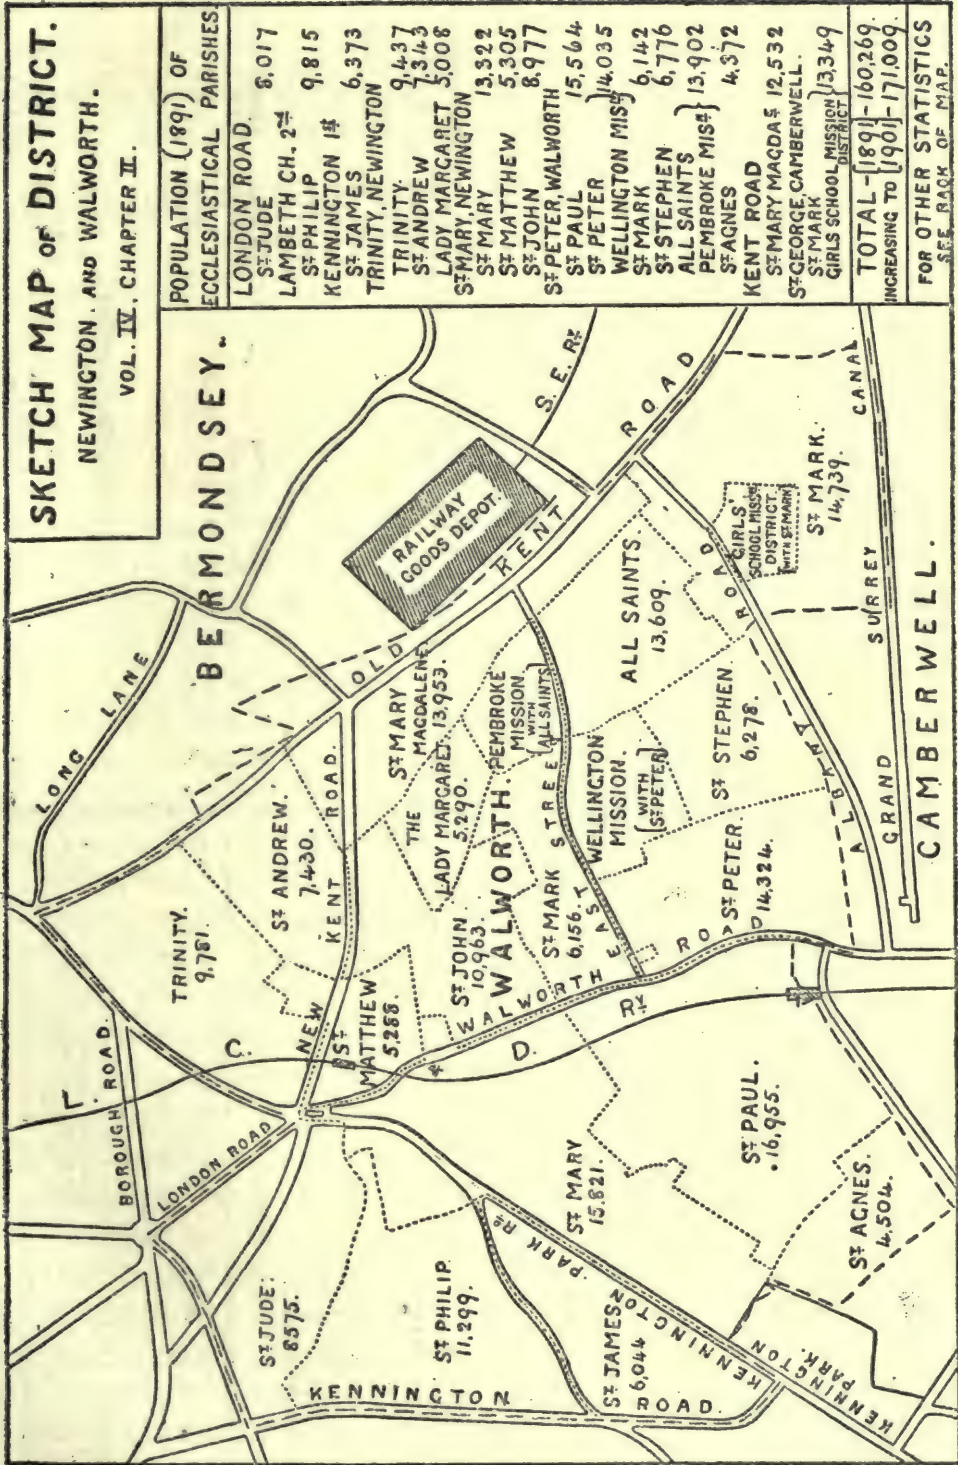 SKETCH MAP OF DISTRICT.
NEWINGTON. AND WALWORTH.
VOL. IV. CHAPTER II.
POPULATION (1891) OF
ECCLESIASTICAL PARISHES.
LONDON ROAD.
ST JUDE 8,017
LAMBETH CH. 2nd
ST PHILIP 9,815
KENNINGTON 1st
ST JAMES 6,373
TRINITY, NEWINGTON
TRINITY. 9,437
ST ANDREW 7,343
LADY MARGARET 5,008
ST MARY, NEWINGTON
ST MARY 13,322
ST MATTHEW 5,305
ST JOHN 8,977
ST PETER, WALWORTH
ST PAUL 15,564
ST PETER
WELLINGTON MISN } 14,035
ST MARK 6,142
ST STEPHEN 6,776
ALL SAINTS
PEMBROKE MISN } 13,902
ST AGNES 4,372
KENT ROAD
ST MARY MAGDAE 12,532
ST GEORGE, CAMBERWELL.
ST MARK
GIRLS SCHOOL MISSION DISTRICT } 13,349
TOTAL-[1891]-160,269.
INCREASING TO [1901]-171,009.
FOR OTHER STATISTICS
SEE BACK OF MAP.
BERMONDSEY.
LONG LANE
RAILWAY
GOODS DEPOT.
S. E. RY
OLD KENT ROAD
TRINITY.
9,781.
ST ANDREW.
7,430.
NEW KENT ROAD
ST MARY
MAGDALENE
13,953.
THE
LADY MARGARET
5,290.
PEMBROKE
MISSION
(WITH
ALL SAINTS)
ALL SAINTS.
13,609.
GIRLS'
SCHOOL MISSN
DISTRICT.
(WITH ST MARK)
ST MARK.
14,739.
GRAND SURREY CANAL
CAMBERWELL.
ALBANY ROAD
ST STEPHEN
6,278.
WELLINGTON
MISSION.
(WITH
ST PETER)
ST PETER
14,324.
WALWORTH.
EAST STREET
ST MARK
6,156.
ST JOHN
10,963.
ST
MATTHEW
5,288.
WALWORTH ROAD
L. C. & D. RY
BOROUGH ROAD.
LONDON ROAD
ST JUDE:
8575.
ST PHILIP
11,299.
ST MARY
15,821.
ST PAUL.
16,955.
ST AGNES.
4,504.
ST JAMES
6,044
KENNINGTON ROAD.
KENNINGTON PARK RD
KENNINGTON
KENNINGTON
PARK.